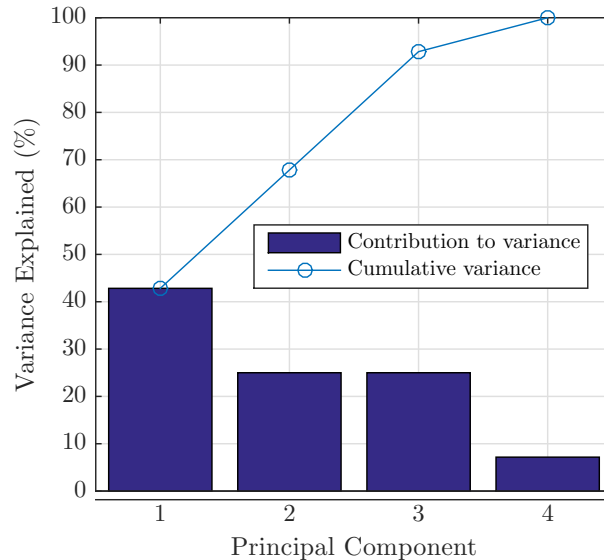 100
90
80
70
60
50
40
30
20
10
0
Variance Explained (%)
Contribution to variance
Cumulative variance
1 2 3 4
Principal Component